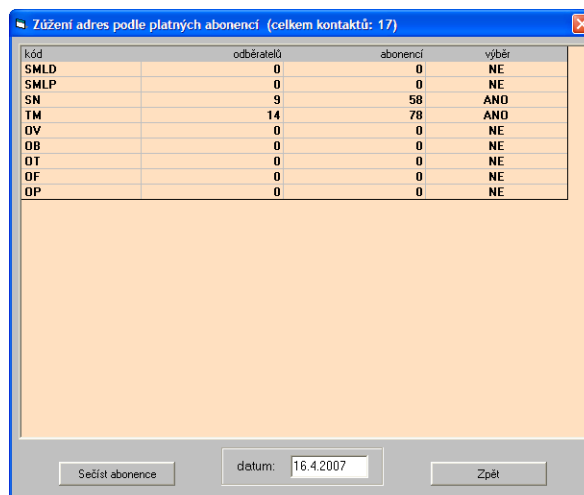 Zúžení adres podle platných abonencí (celkem kontaktů: 17)
kód odběratelů abonencí výběr
SMLD 0 0 NE
SMLP 0 0 NE
SN 9 58 ANO
TM 14 78 ANO
OV 0 0 NE
OB 0 0 NE
OT 0 0 NE
OF 0 0 NE
OP 0 0 NE
Sečíst abonence datum: 16.4.2007 Zpět